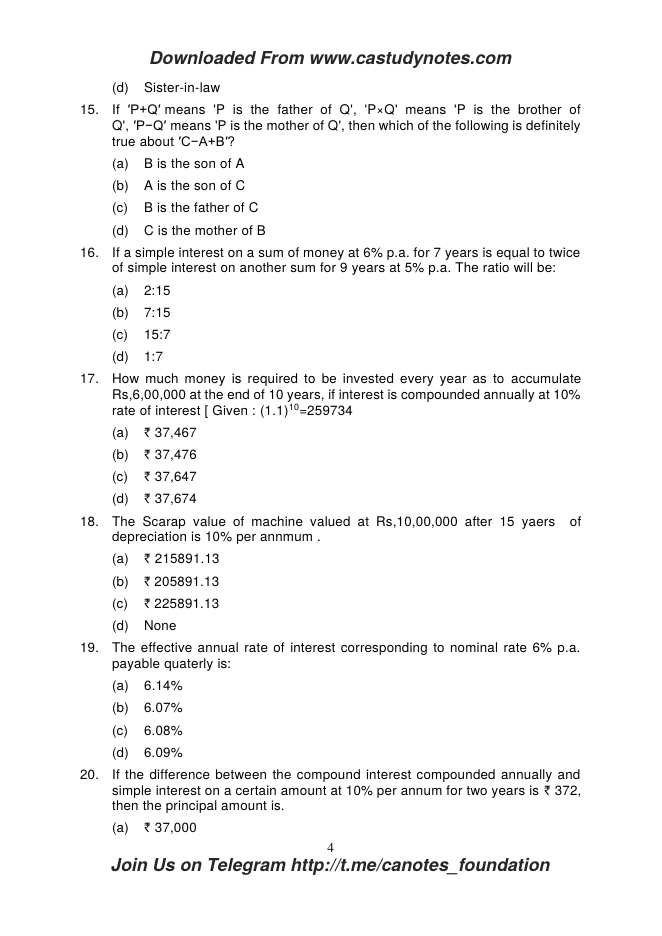 Downloaded From www.castudynotes.com
(d) Sister-in-law
15. If 'P+Q' means 'P is the father of Q', 'P×Q' means 'P is the brother of
Q', 'P−Q' means 'P is the mother of Q', then which of the following is definitely
true about 'C−A+B'?
(a) B is the son of A
(b) A is the son of C
(c) B is the father of C
(d) C is the mother of B
16. If a simple interest on a sum of money at 6% p.a. for 7 years is equal to twice
of simple interest on another sum for 9 years at 5% p.a. The ratio will be:
(a) 2:15
(b) 7:15
(c) 15:7
(d) 1:7
17. How much money is required to be invested every year as to accumulate
Rs,6,00,000 at the end of 10 years, if interest is compounded annually at 10%
rate of interest [ Given : (1.1)¹⁰=259734
(a) ₹ 37,467
(b) ₹ 37,476
(c) ₹ 37,647
(d) ₹ 37,674
18. The Scarap value of machine valued at Rs,10,00,000 after 15 yaers of
depreciation is 10% per annmum .
(a) ₹ 215891.13
(b) ₹ 205891.13
(c) ₹ 225891.13
(d) None
19. The effective annual rate of interest corresponding to nominal rate 6% p.a.
payable quaterly is:
(a) 6.14%
(b) 6.07%
(c) 6.08%
(d) 6.09%
20. If the difference between the compound interest compounded annually and
simple interest on a certain amount at 10% per annum for two years is ₹ 372,
then the principal amount is.
(a) ₹ 37,000
4
Join Us on Telegram http://t.me/canotes_foundation